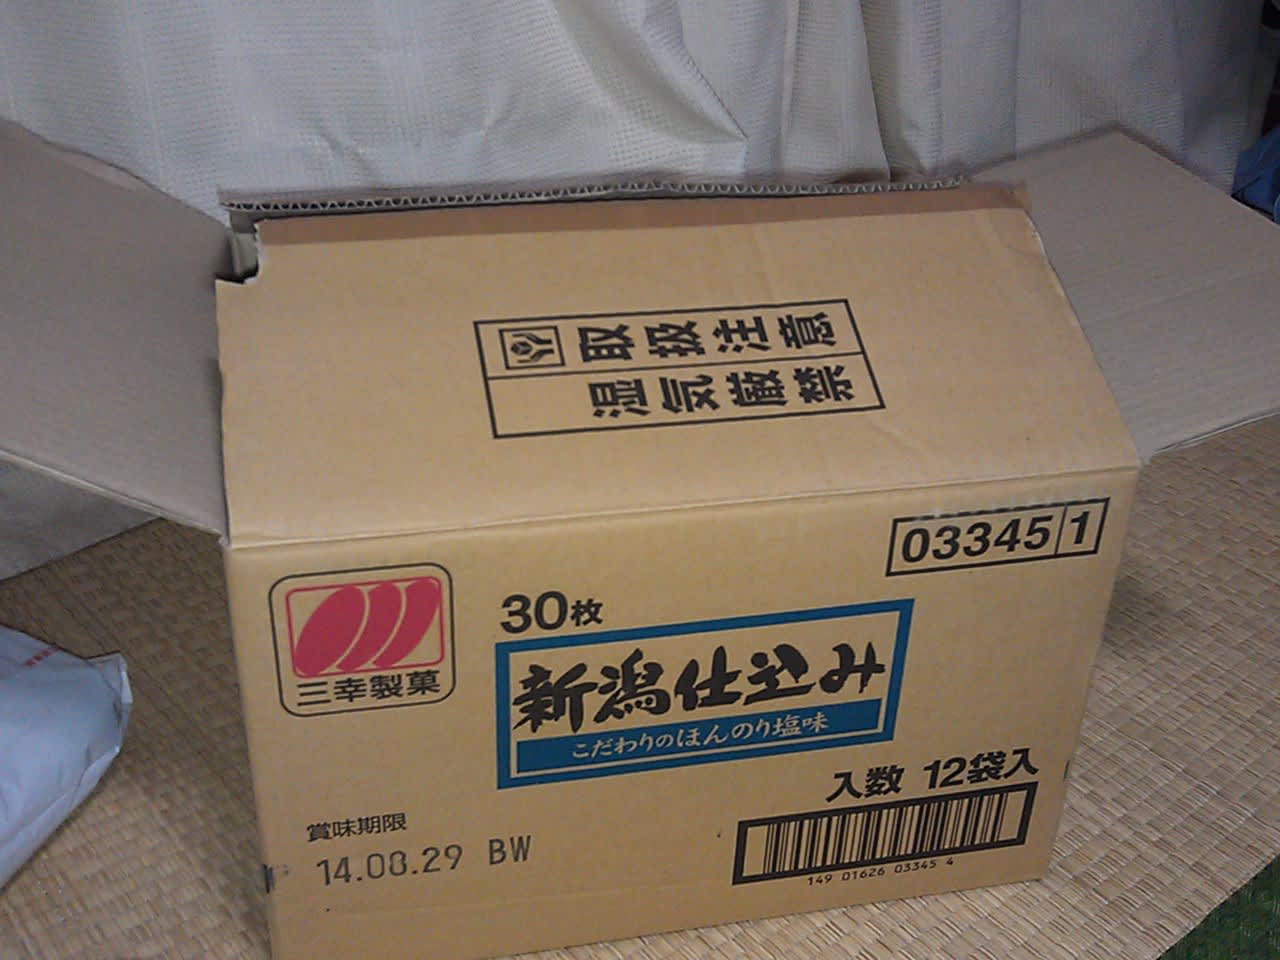 取扱注意
湿気厳禁
03345 1
三幸製菓
30枚
新潟仕込み
こだわりのほんのり塩味
入数 12袋入
賞味期限
14.08.29 BW
149 01626 03345 4